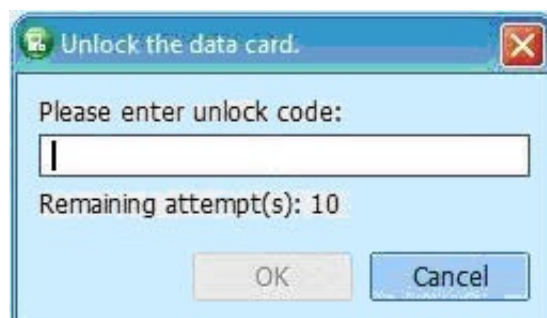 Unlock the data card.
Please enter unlock code:
Remaining attempt(s): 10
OK Cancel